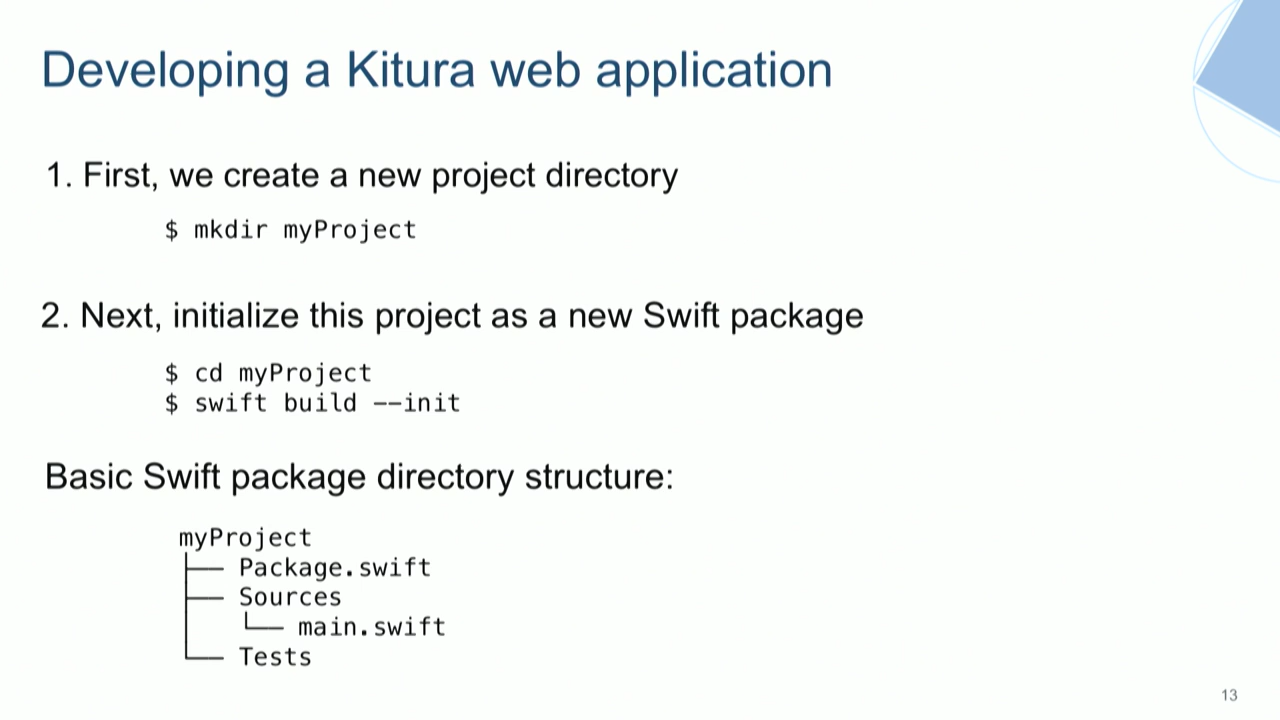 Developing a Kitura web application
1. First, we create a new project directory
$ mkdir myProject
2. Next, initialize this project as a new Swift package
$ cd myProject
$ swift build --init
Basic Swift package directory structure:
myProject
├── Package.swift
├── Sources
│   └── main.swift
└── Tests
13